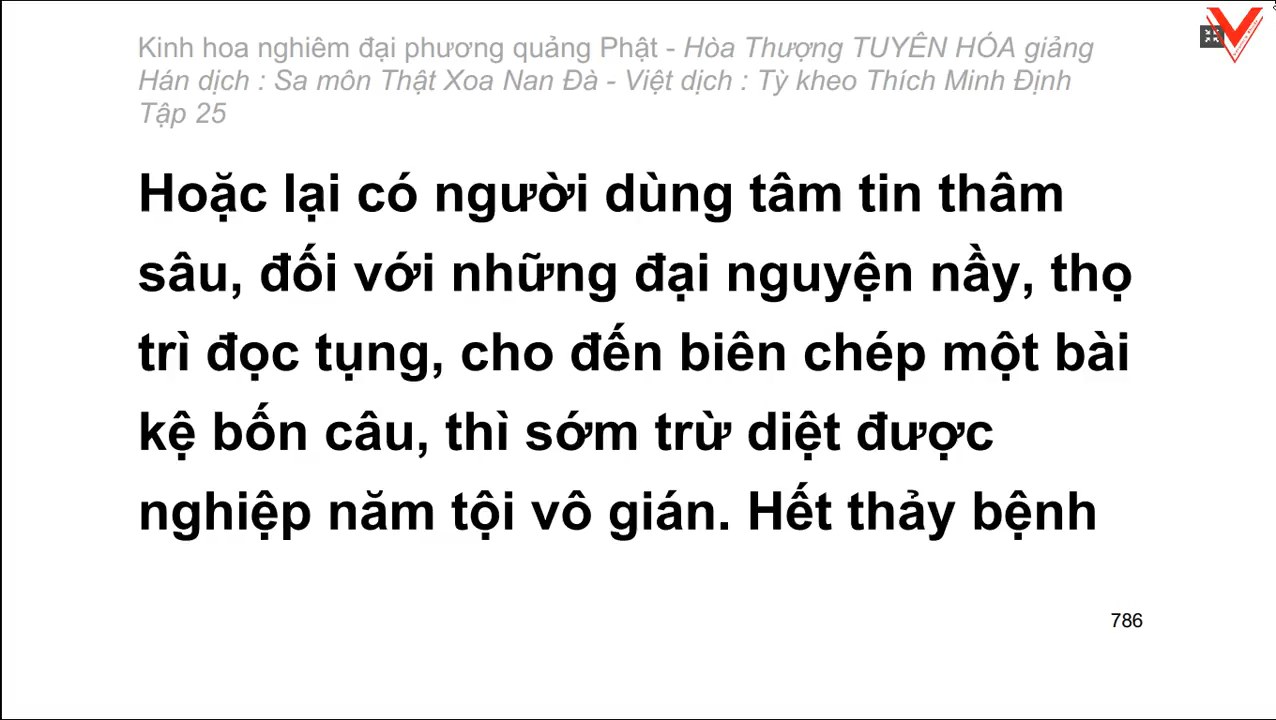 Kinh hoa nghiêm đại phương quảng Phật - Hòa Thượng TUYÊN HÓA giảng
Hán dịch : Sa môn Thật Xoa Nan Đà - Việt dịch : Tỳ kheo Thích Minh Định
Tập 25
Hoặc lại có người dùng tâm tin thâm
sâu, đối với những đại nguyện nầy, thọ
trì đọc tụng, cho đến biên chép một bài
kệ bốn câu, thì sớm trừ diệt được
nghiệp năm tội vô gián. Hết thảy bệnh
786